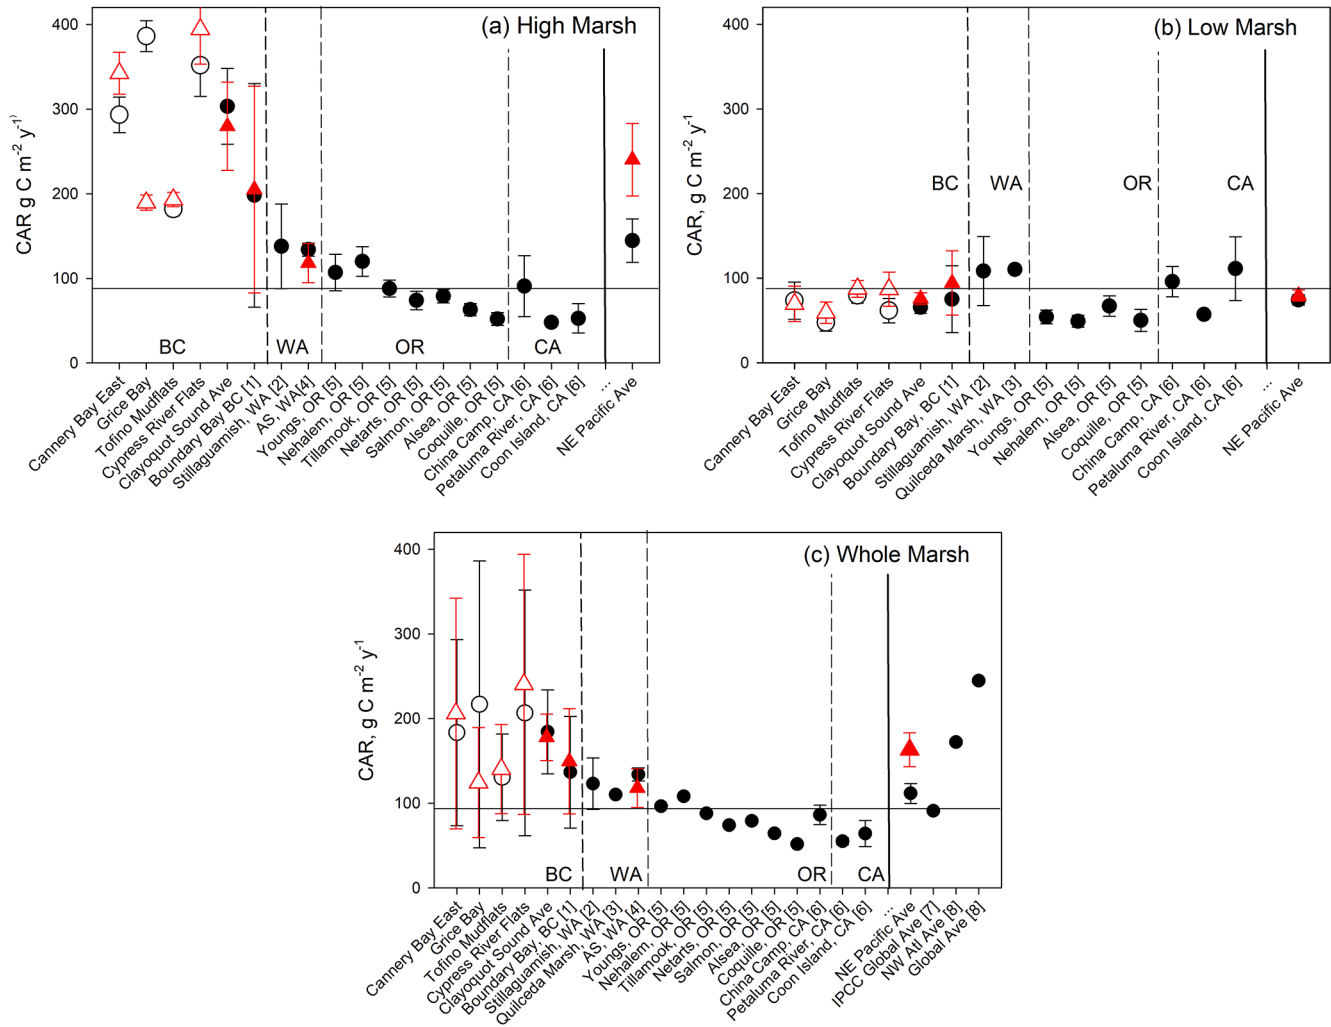 (a) High Marsh
CAR g C m-2 y-1)
400
300
200
100
0
BC
WA
OR
CA
Cannery Bay East
Grice Bay
Tofino Mudflats
Cypress River Flats
Clayoquot Sound Ave
Boundary Bay BC [1]
Stillaguamish, WA [2]
AS, WA[4]
Youngs, OR [5]
Nehalem, OR [5]
Tillamook, OR [5]
Netarts, OR [5]
Salmon, OR [5]
Alsea, OR [5]
Coquille, OR [5]
China Camp, CA [6]
Petaluma River, CA [6]
Coon Island, CA [6]
...
NE Pacific Ave
(b) Low Marsh
CAR, g C m-2 y-1
400
300
200
100
0
BC
WA
OR
CA
Cannery Bay East
Grice Bay
Tofino Mudflats
Cypress River Flats
Clayoquot Sound Ave
Boundary Bay, BC [1]
Stillaguamish, WA [2]
Quilceda Marsh, WA [3]
Youngs, OR [5]
Nehalem, OR [5]
Alsea, OR [5]
Coquille, OR [5]
China Camp, CA [6]
Petaluma River, CA [6]
Coon Island, CA [6]
...
NE Pacific Ave
(c) Whole Marsh
CAR, g C m-2 y-1
400
300
200
100
0
BC
WA
OR
CA
Cannery Bay East
Grice Bay
Tofino Mudflats
Cypress River Flats
Clayoquot Sound Ave
Boundary Bay, BC [1]
Stillaguamish, WA [2]
Quilceda Marsh, WA [3]
AS, WA [4]
Youngs, OR [5]
Nehalem, OR [5]
Tillamook, OR [5]
Netarts, OR [5]
Salmon, OR [5]
Alsea, OR [5]
Coquille, OR [5]
China Camp, CA [6]
Petaluma River, CA [6]
Coon Island, CA [6]
...
NE Pacific Ave
IPCC Global Ave [7]
NW Atl Ave [8]
Global Ave [8]